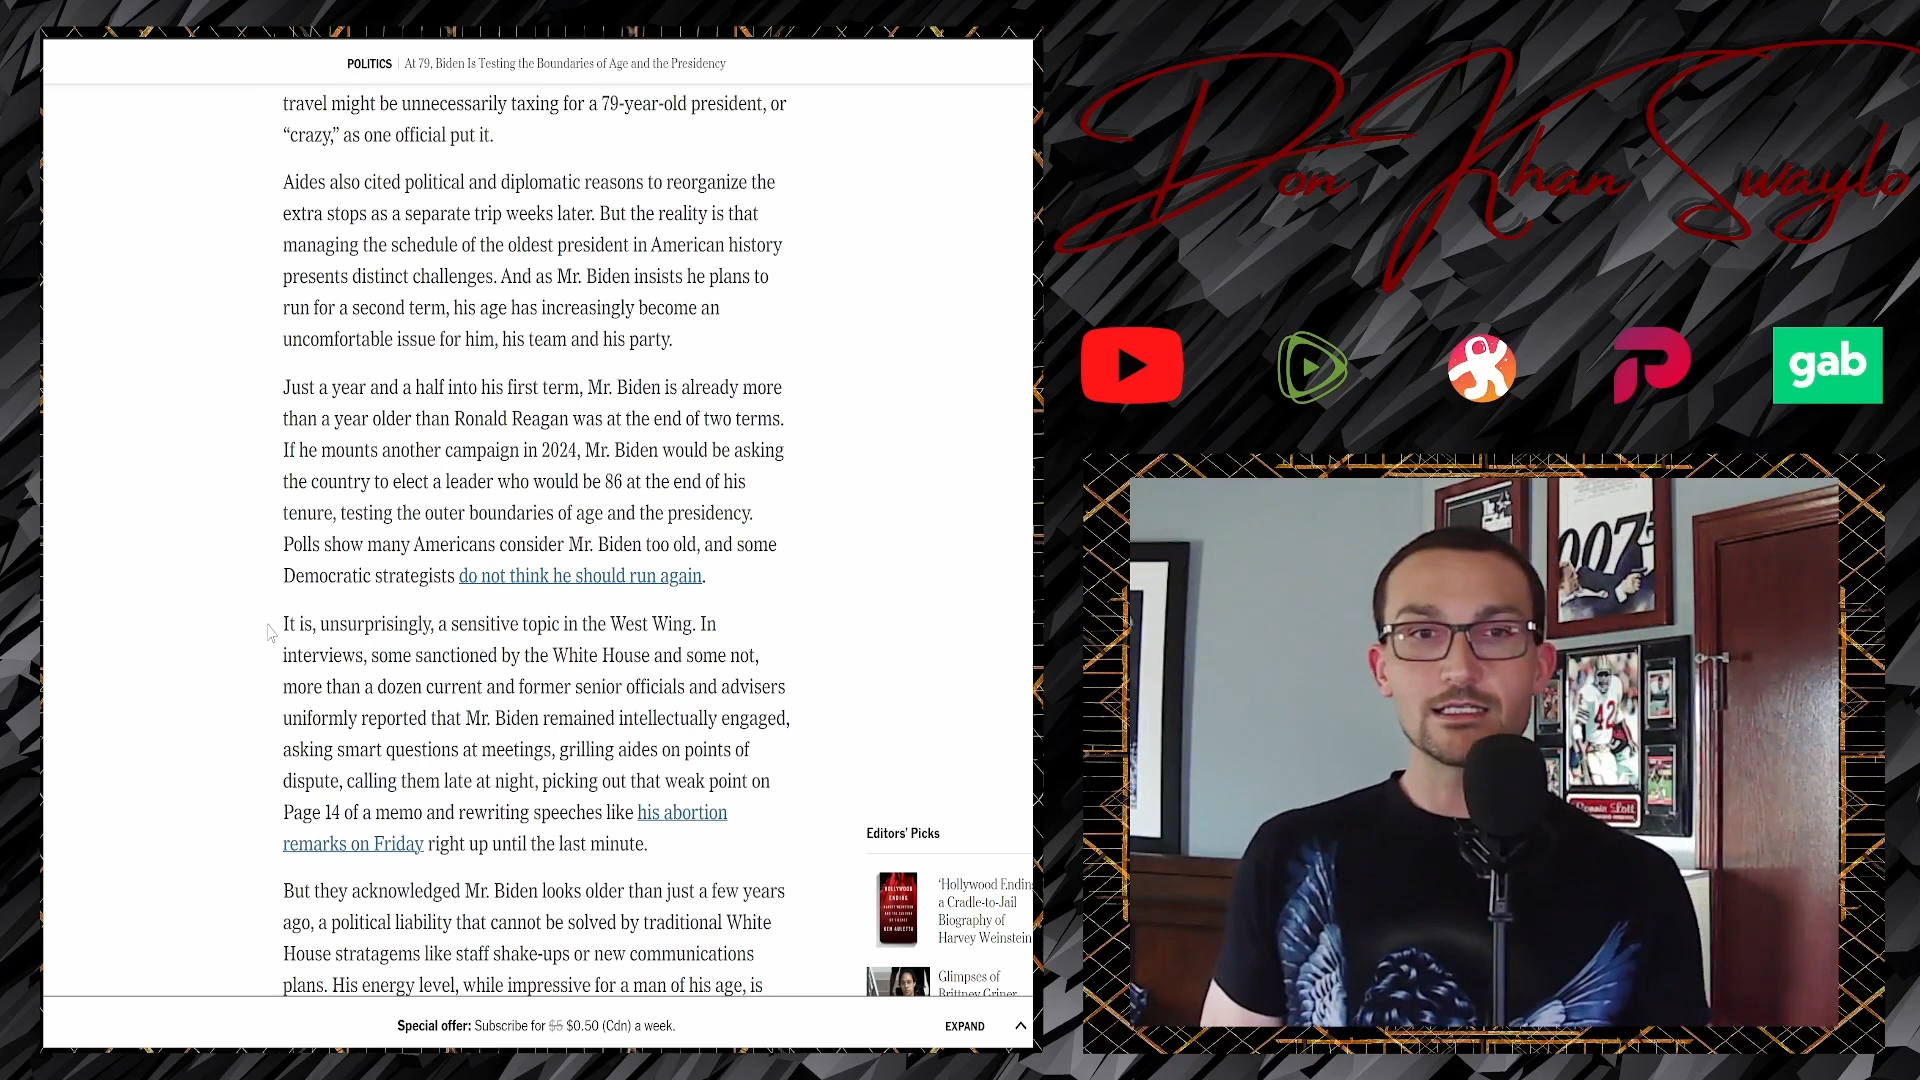 POLITICS | At 79, Biden Is Testing the Boundaries of Age and the Presidency
travel might be unnecessarily taxing for a 79-year-old president, or
“crazy,” as one official put it.
Aides also cited political and diplomatic reasons to reorganize the
extra stops as a separate trip weeks later. But the reality is that
managing the schedule of the oldest president in American history
presents distinct challenges. And as Mr. Biden insists he plans to
run for a second term, his age has increasingly become an
uncomfortable issue for him, his team and his party.
Just a year and a half into his first term, Mr. Biden is already more
than a year older than Ronald Reagan was at the end of two terms.
If he mounts another campaign in 2024, Mr. Biden would be asking
the country to elect a leader who would be 86 at the end of his
tenure, testing the outer boundaries of age and the presidency.
Polls show many Americans consider Mr. Biden too old, and some
Democratic strategists do not think he should run again.
It is, unsurprisingly, a sensitive topic in the West Wing. In
interviews, some sanctioned by the White House and some not,
more than a dozen current and former senior officials and advisers
uniformly reported that Mr. Biden remained intellectually engaged,
asking smart questions at meetings, grilling aides on points of
dispute, calling them late at night, picking out that weak point on
Page 14 of a memo and rewriting speeches like his abortion
remarks on Friday right up until the last minute.
But they acknowledged Mr. Biden looks older than just a few years
ago, a political liability that cannot be solved by traditional White
House stratagems like staff shake-ups or new communications
plans. His energy level, while impressive for a man of his age, is
Editors’ Picks
HOLLYWOOD
ENDING
KEN AULETTA
‘Hollywood Ending
a Cradle-to-Jail
Biography of
Harvey Weinstein
Glimpses of
Brittney Griner
Special offer: Subscribe for $5 $0.50 (Cdn) a week.
EXPAND
Don Khan Swaylo
gab
007
42
Ronnie Lott